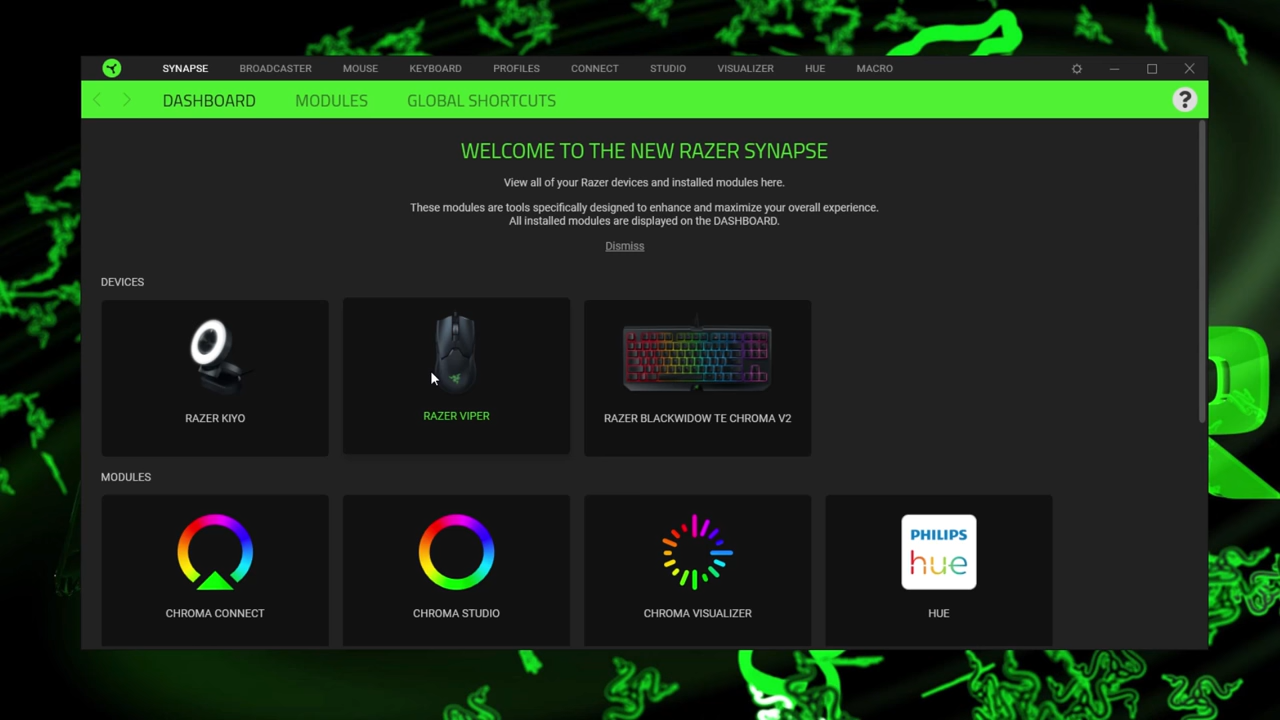 SYNAPSE BROADCASTER MOUSE KEYBOARD PROFILES CONNECT STUDIO VISUALIZER HUE MACRO
DASHBOARD MODULES GLOBAL SHORTCUTS ?
WELCOME TO THE NEW RAZER SYNAPSE
View all of your Razer devices and installed modules here.
These modules are tools specifically designed to enhance and maximize your overall experience.
All installed modules are displayed on the DASHBOARD.
Dismiss
DEVICES
RAZER KIYO
RAZER VIPER
RAZER BLACKWIDOW TE CHROMA V2
MODULES
PHILIPS
hue
CHROMA CONNECT
CHROMA STUDIO
CHROMA VISUALIZER
HUE